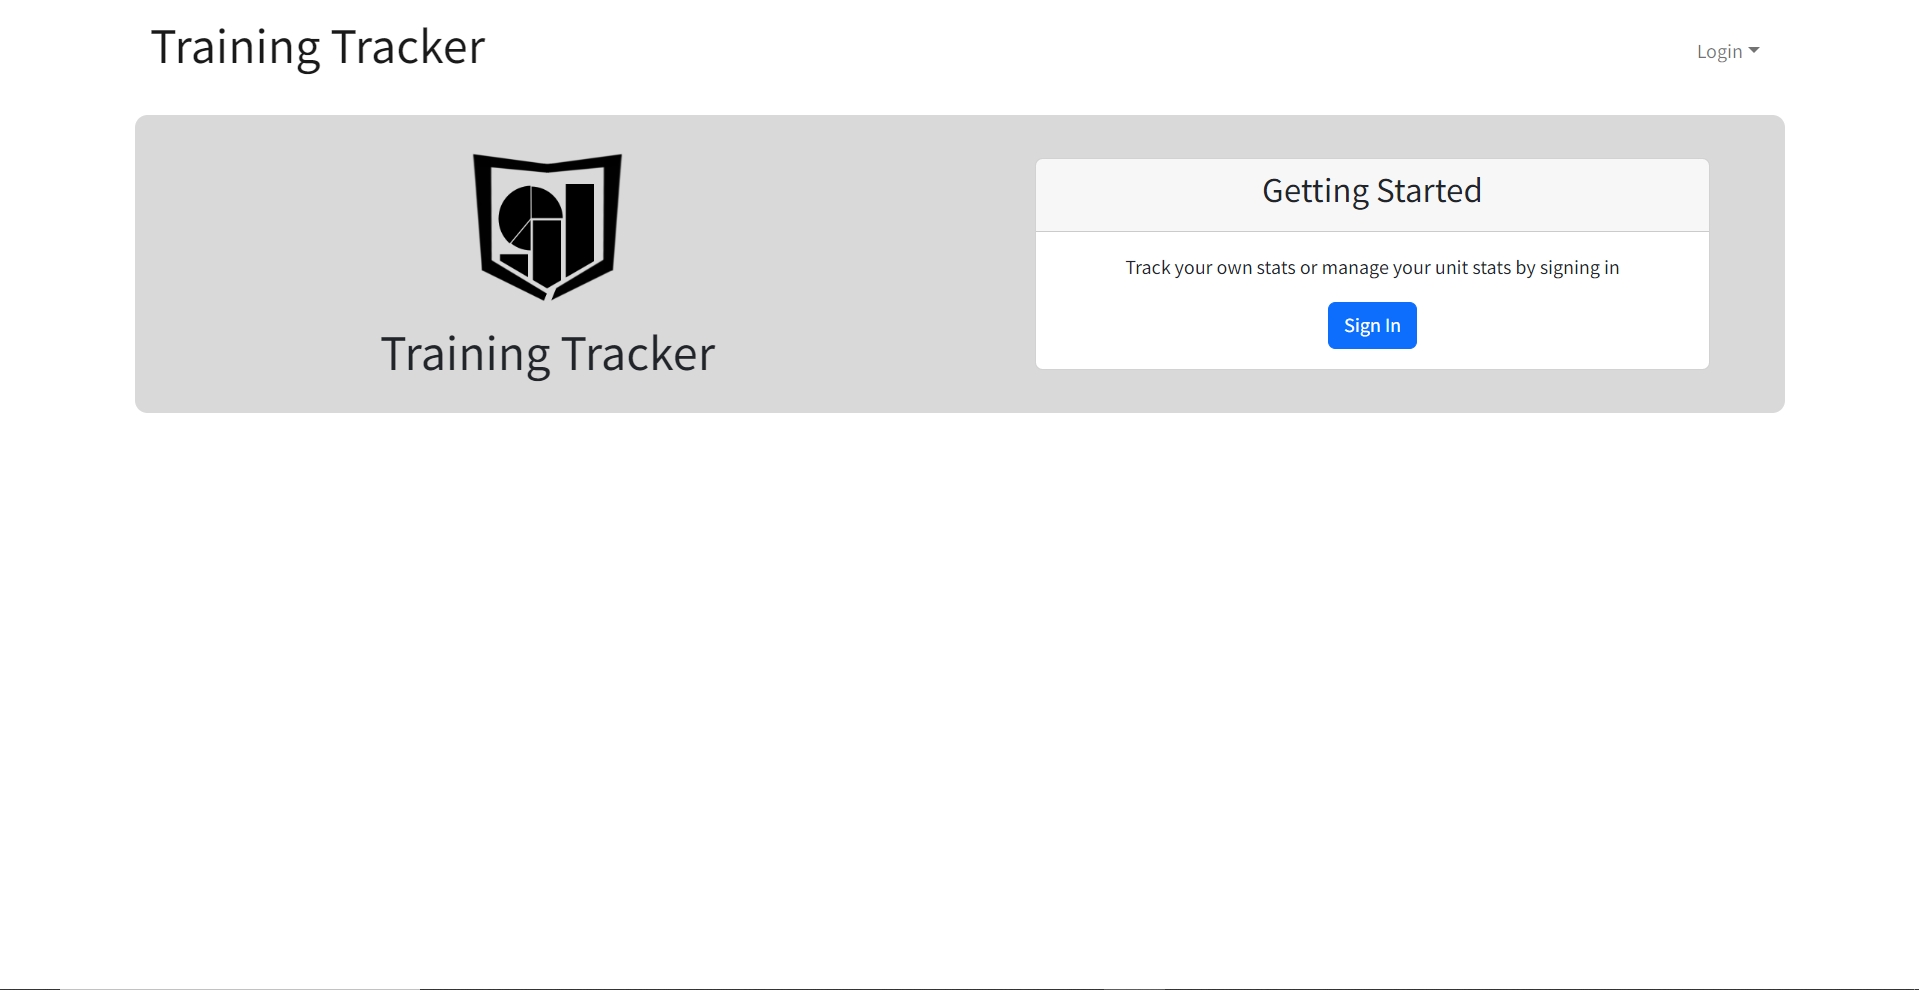 Training Tracker
Login
Getting Started
Track your own stats or manage your unit stats by signing in
Sign In
Training Tracker